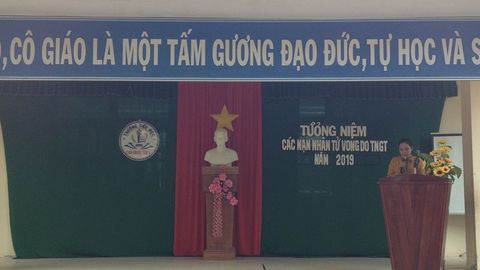 O, CÔ GIÁO LÀ MỘT TẤM GƯƠNG ĐẠO ĐỨC, TỰ HỌC VÀ S
TƯỞNG NIỆM
CÁC NẠN NHÂN TỬ VONG DO TNGT
NĂM 2019